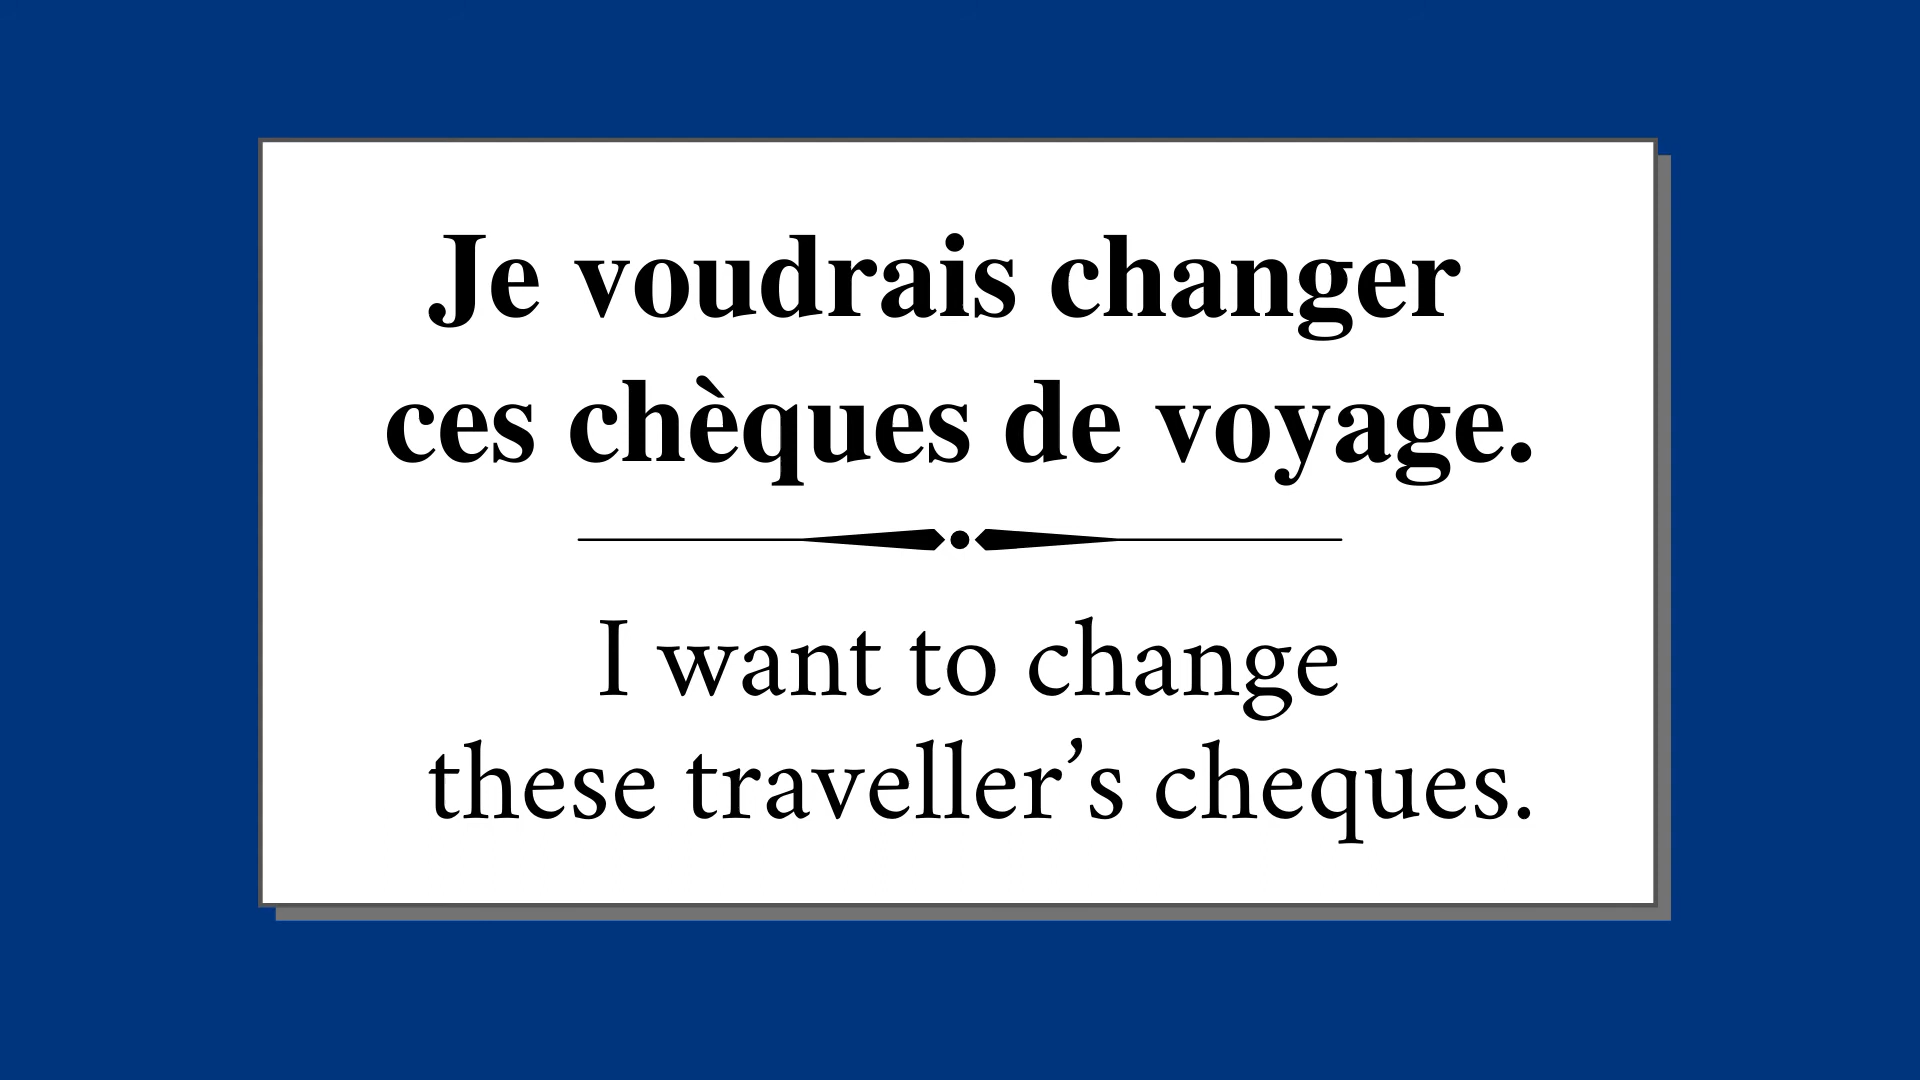 Je voudrais changer
ces chèques de voyage.
I want to change
these traveller’s cheques.